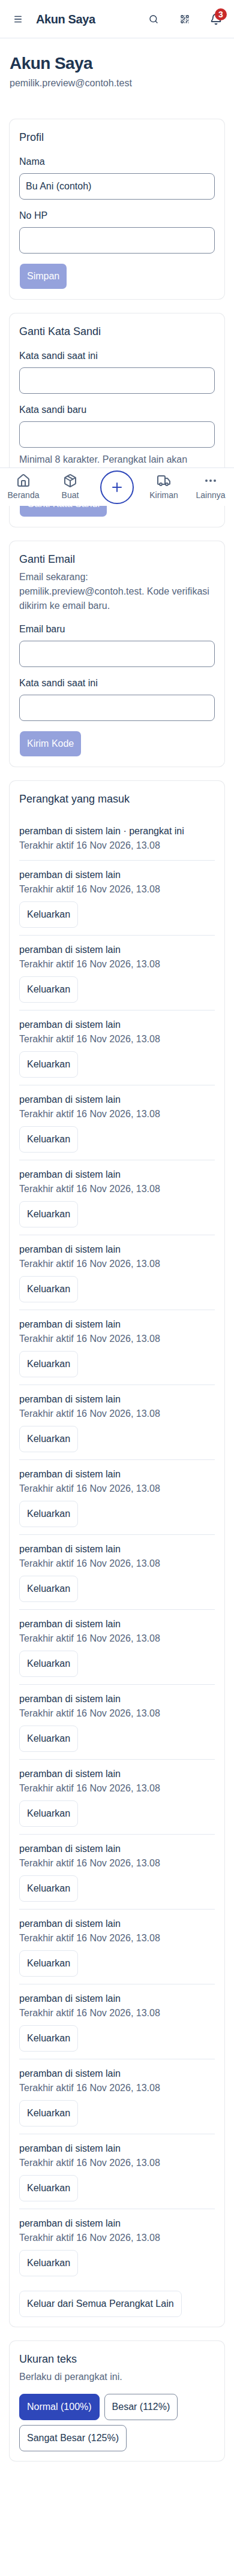 Akun Saya
3
Akun Saya
pemilik.preview@contoh.test
Profil
Nama
Bu Ani (contoh)
No HP
Simpan
Ganti Kata Sandi
Kata sandi saat ini
Kata sandi baru
Minimal 8 karakter. Perangkat lain akan
Beranda
Buat
Kiriman
Lainnya
Ganti Email
Email sekarang:
pemilik.preview@contoh.test. Kode verifikasi
dikirim ke email baru.
Email baru
Kata sandi saat ini
Kirim Kode
Perangkat yang masuk
peramban di sistem lain · perangkat ini
Terakhir aktif 16 Nov 2026, 13.08
peramban di sistem lain
Terakhir aktif 16 Nov 2026, 13.08
Keluarkan
peramban di sistem lain
Terakhir aktif 16 Nov 2026, 13.08
Keluarkan
peramban di sistem lain
Terakhir aktif 16 Nov 2026, 13.08
Keluarkan
peramban di sistem lain
Terakhir aktif 16 Nov 2026, 13.08
Keluarkan
peramban di sistem lain
Terakhir aktif 16 Nov 2026, 13.08
Keluarkan
peramban di sistem lain
Terakhir aktif 16 Nov 2026, 13.08
Keluarkan
peramban di sistem lain
Terakhir aktif 16 Nov 2026, 13.08
Keluarkan
peramban di sistem lain
Terakhir aktif 16 Nov 2026, 13.08
Keluarkan
peramban di sistem lain
Terakhir aktif 16 Nov 2026, 13.08
Keluarkan
peramban di sistem lain
Terakhir aktif 16 Nov 2026, 13.08
Keluarkan
peramban di sistem lain
Terakhir aktif 16 Nov 2026, 13.08
Keluarkan
peramban di sistem lain
Terakhir aktif 16 Nov 2026, 13.08
Keluarkan
peramban di sistem lain
Terakhir aktif 16 Nov 2026, 13.08
Keluarkan
peramban di sistem lain
Terakhir aktif 16 Nov 2026, 13.08
Keluarkan
peramban di sistem lain
Terakhir aktif 16 Nov 2026, 13.08
Keluarkan
peramban di sistem lain
Terakhir aktif 16 Nov 2026, 13.08
Keluarkan
peramban di sistem lain
Terakhir aktif 16 Nov 2026, 13.08
Keluarkan
peramban di sistem lain
Terakhir aktif 16 Nov 2026, 13.08
Keluarkan
peramban di sistem lain
Terakhir aktif 16 Nov 2026, 13.08
Keluarkan
Keluar dari Semua Perangkat Lain
Ukuran teks
Berlaku di perangkat ini.
Normal (100%)
Besar (112%)
Sangat Besar (125%)